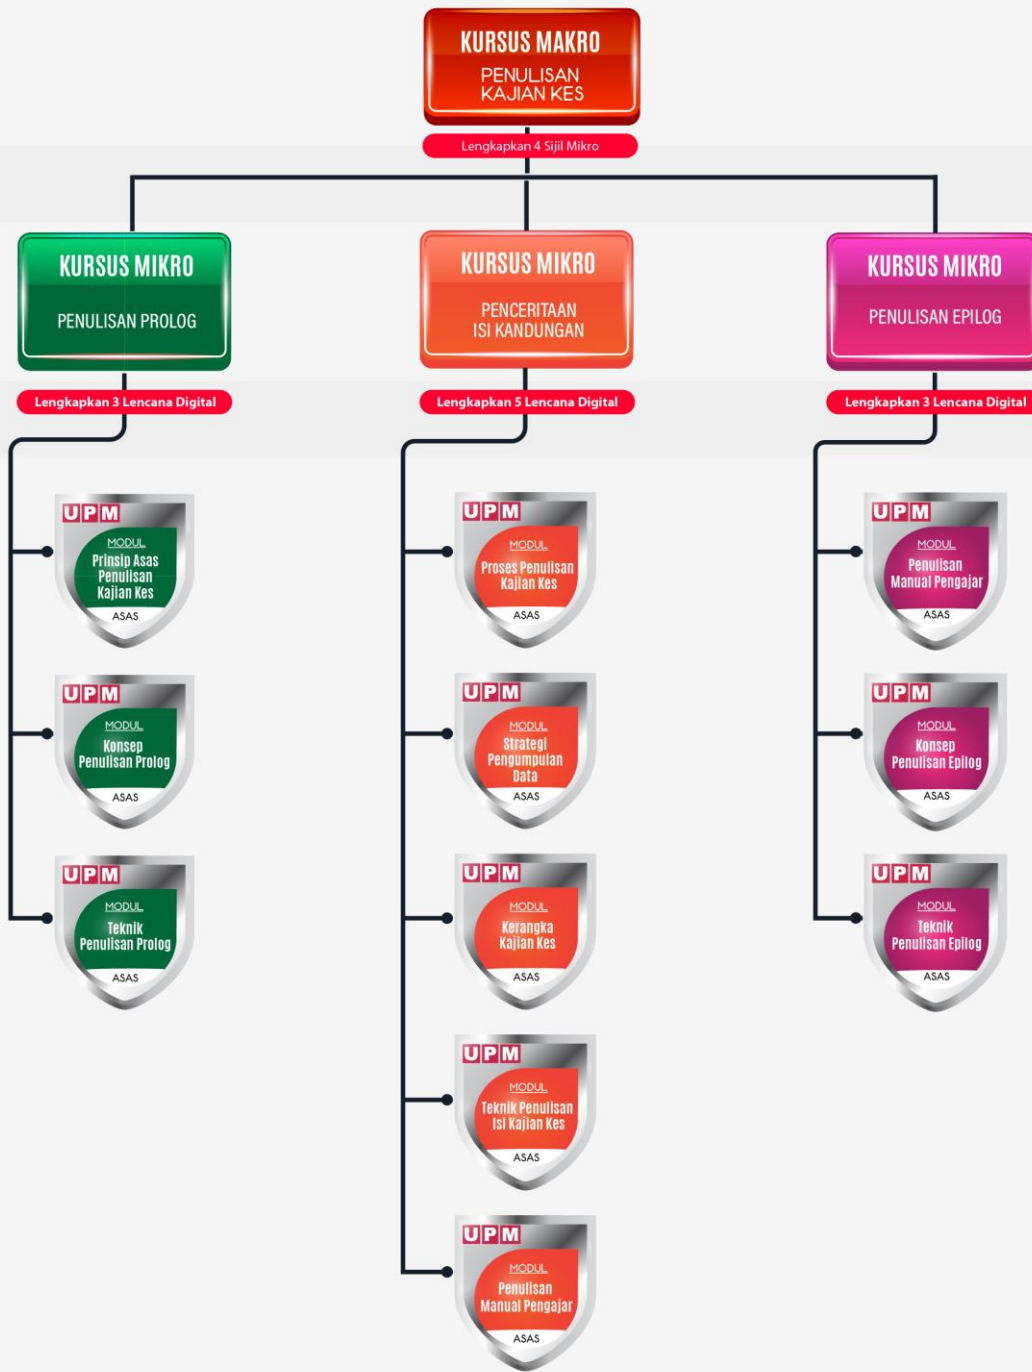 KURSUS MAKRO
PENULISAN
KAJIAN KES
Lengkapkan 4 Sijil Mikro
KURSUS MIKRO
PENULISAN PROLOG
Lengkapkan 3 Lencana Digital
UPM
MODUL
Prinsip Asas
Penulisan
Kajian Kes
ASAS
UPM
MODUL
Konsep
Penulisan Prolog
ASAS
UPM
MODUL
Teknik
Penulisan Prolog
ASAS
KURSUS MIKRO
PENCERITAAN
ISI KANDUNGAN
Lengkapkan 5 Lencana Digital
UPM
MODUL
Proses Penulisan
Kajian Kes
ASAS
UPM
MODUL
Strategi
Pengumpulan
Data
ASAS
UPM
MODUL
Kerangka
Kajian Kes
ASAS
UPM
MODUL
Teknik Penulisan
Isi Kajian Kes
ASAS
UPM
MODUL
Penulisan
Manual Pengajar
ASAS
KURSUS MIKRO
PENULISAN EPILOG
Lengkapkan 3 Lencana Digital
UPM
MODUL
Penulisan
Manual Pengajar
ASAS
UPM
MODUL
Konsep
Penulisan Epilog
ASAS
UPM
MODUL
Teknik
Penulisan Epilog
ASAS